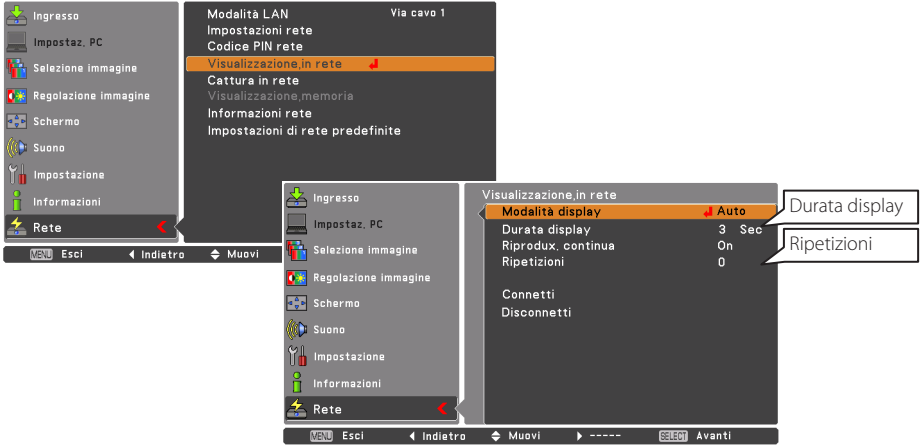 Ingresso
Impostaz. PC
Selezione immagine
Regolazione immagine
Schermo
Suono
Impostazione
Informazioni
Rete
Modalità LAN Via cavo 1
Impostazioni rete
Codice PIN rete
Visualizzazione,in rete
Cattura in rete
Visualizzazione,memoria
Informazioni rete
Impostazioni di rete predefinite
MENU Esci Indietro Muovi
Ingresso
Impostaz. PC
Selezione immagine
Regolazione immagine
Schermo
Suono
Impostazione
Informazioni
Rete
Visualizzazione,in rete
Modalità display Auto
Durata display 3 Sec
Riprodux. continua On
Ripetizioni 0
Connetti
Disconnetti
MENU Esci Indietro Muovi ----- SELECT Avanti
Durata display
Ripetizioni